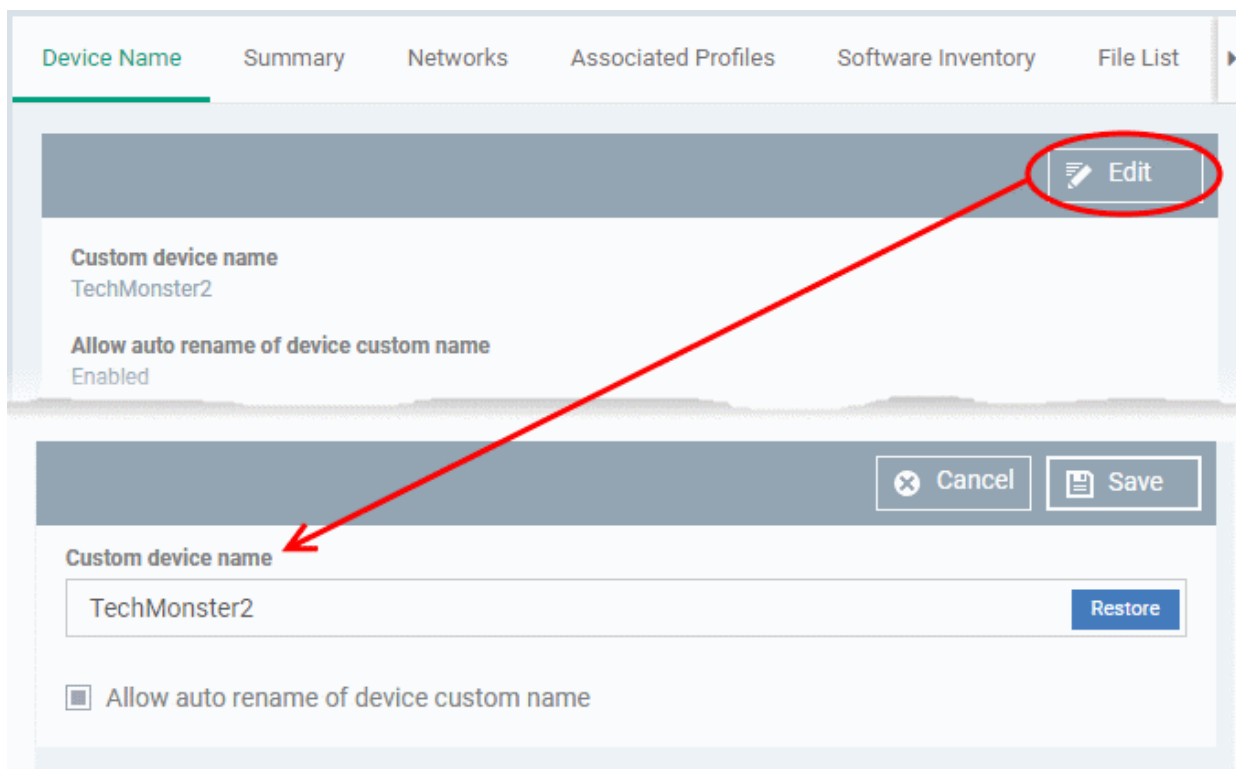 Device Name Summary Networks Associated Profiles Software Inventory File List
Edit
Custom device name
TechMonster2
Allow auto rename of device custom name
Enabled
Cancel Save
Custom device name
TechMonster2 Restore
Allow auto rename of device custom name